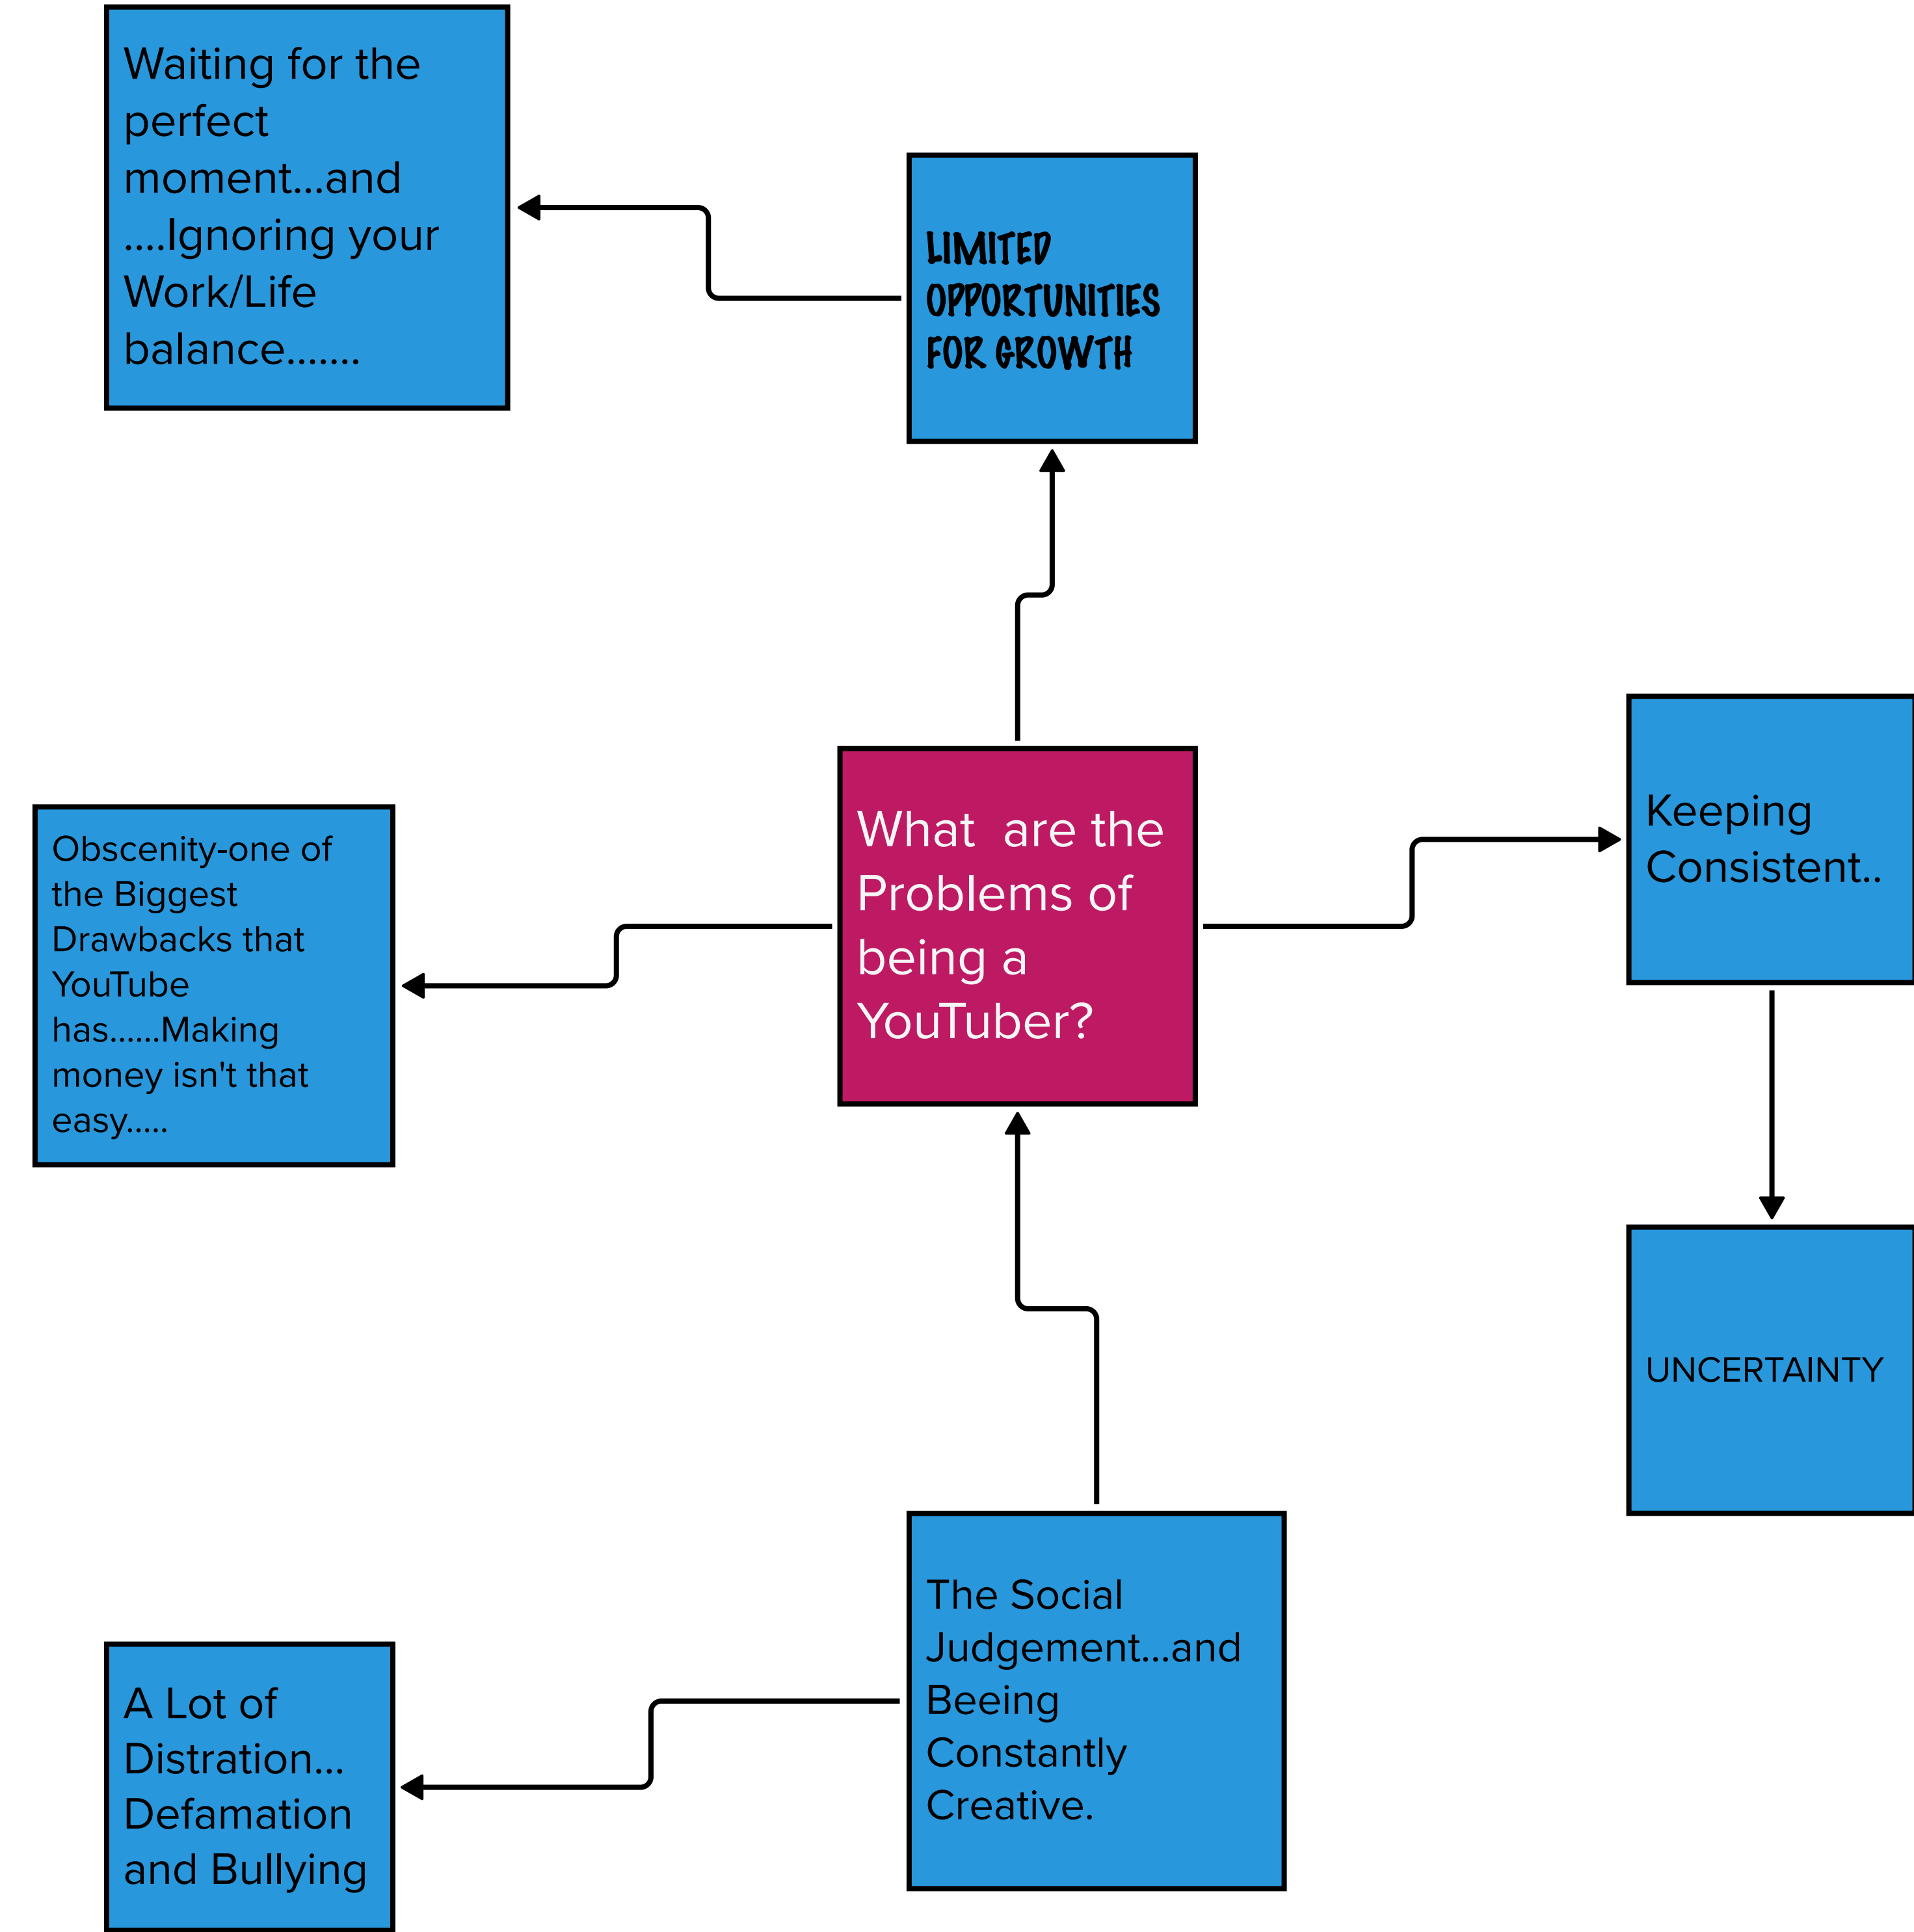 Waiting for the
perfect
moment...and
....Ignoring your
Work/Life
balance.......
LIMITED
OPPORTUNITIES
FOR GROWTH
What  are the
Problems of
being a
YouTuber?
Keeping
Consistent..
Obscenity-one of
the Biggest
Drawbacks that
YouTube
has......Making
money isn't that
easy.....
UNCERTAINTY
The Social
Judgement...and
Beeing
Constantly
Creative.
A Lot of
Distration...
Defamation
and Bullying